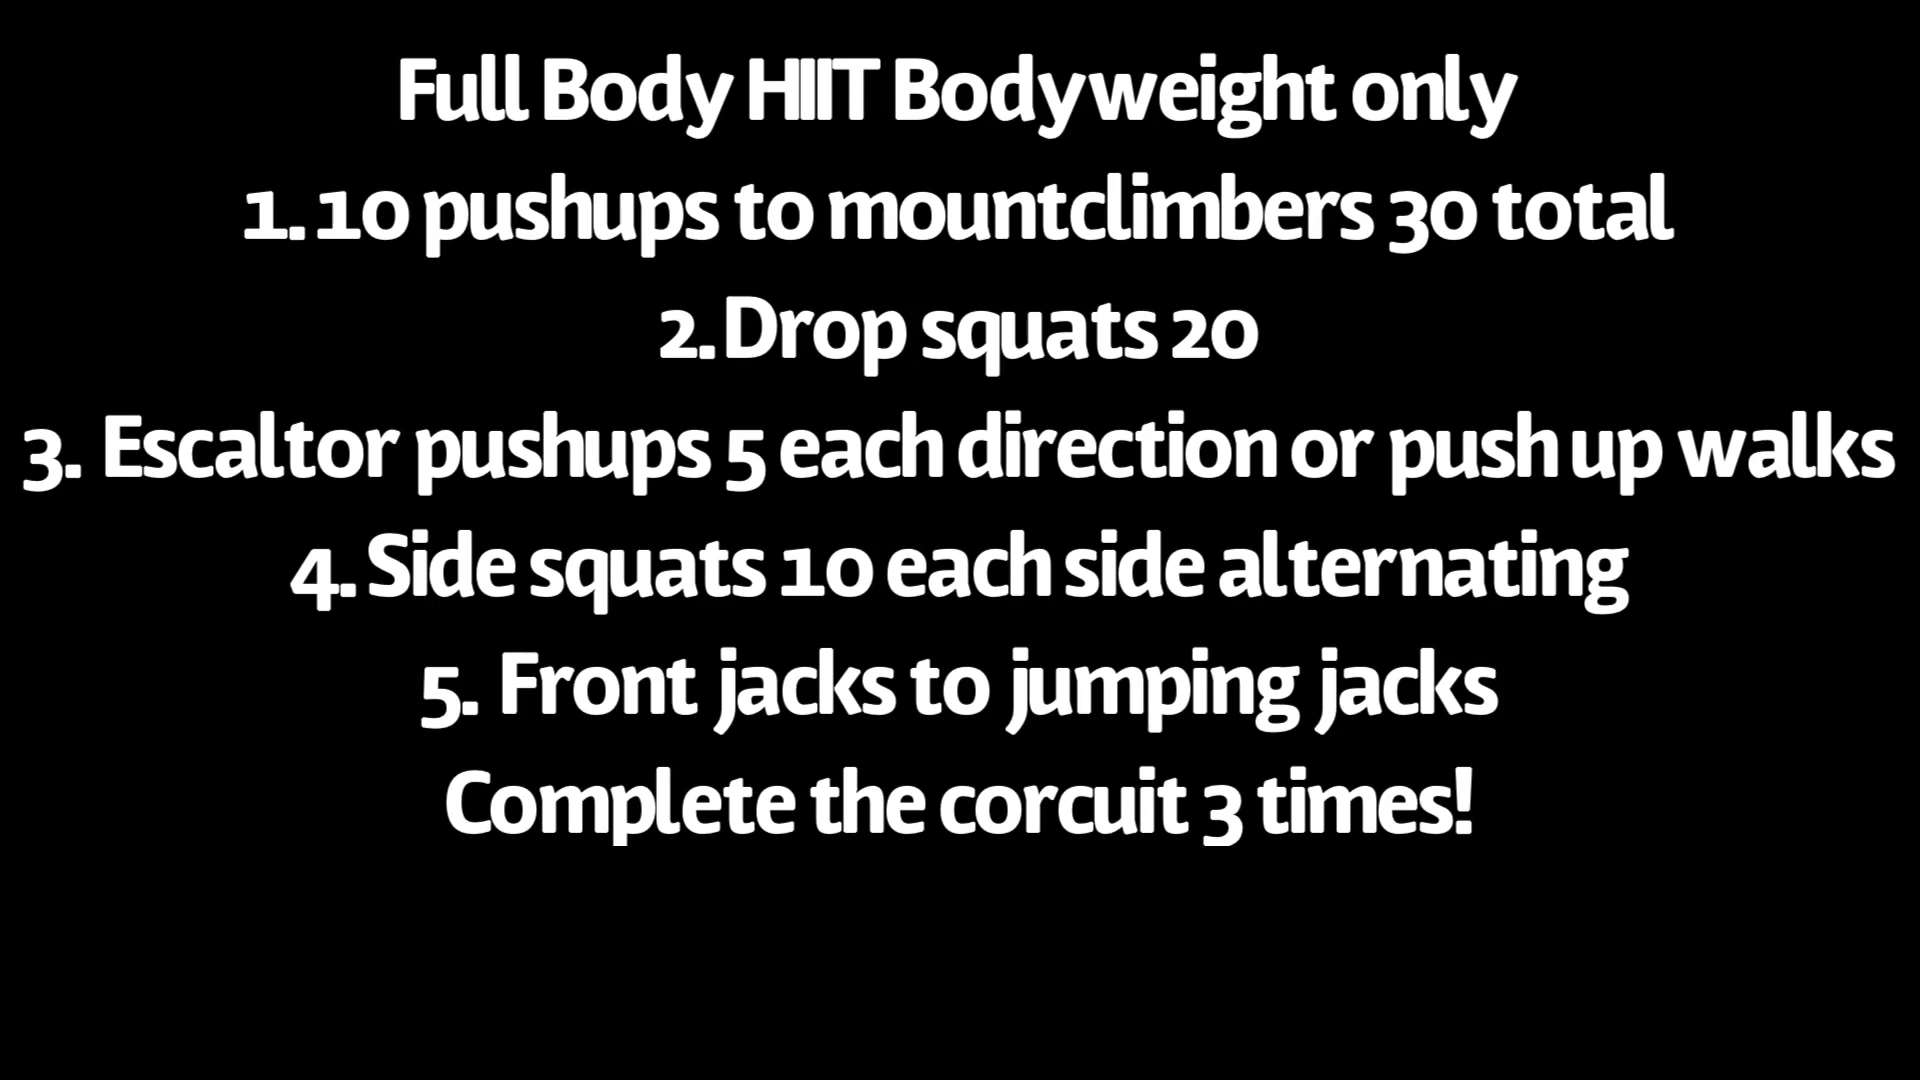 Full Body HIIT Bodyweight only
1. 10 pushups to mountclimbers 30 total
2. Drop squats 20
3. Escaltor pushups 5 each direction or push up walks
4. Side squats 10 each side alternating
5. Front jacks to jumping jacks
Complete the corcuit 3 times!